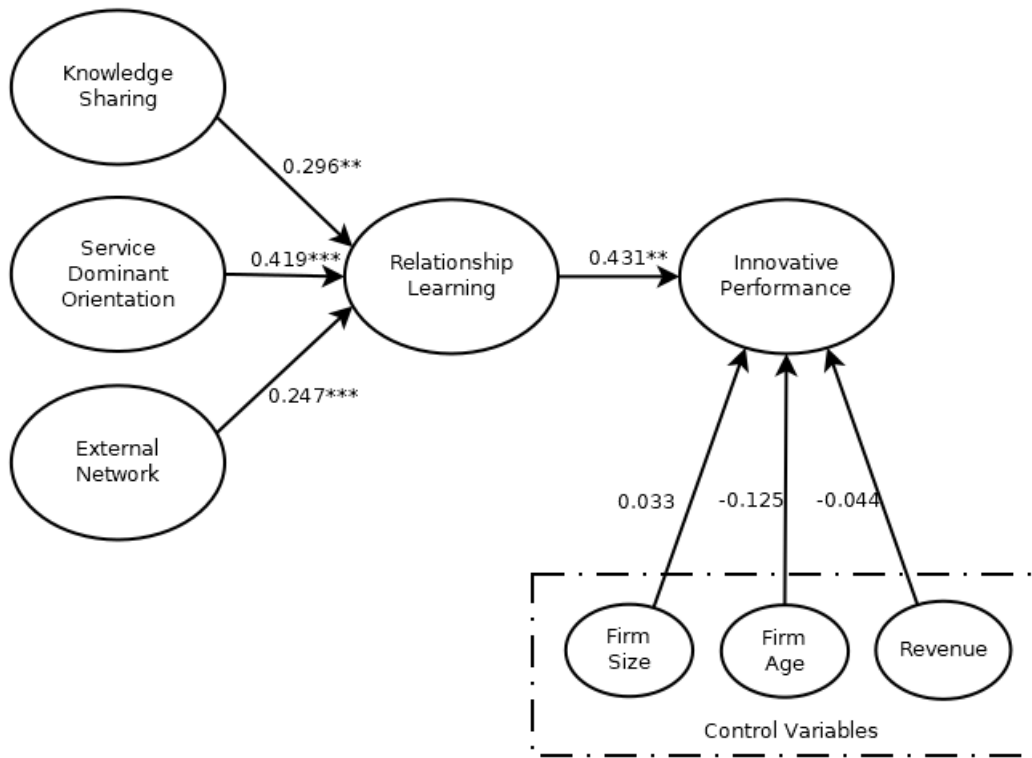 Knowledge
Sharing
0.296**
Service
Dominant
Orientation
0.419***
Relationship
Learning
0.431**
Innovative
Performance
0.247***
External
Network
0.033
-0.125
-0.044
Firm
Size
Firm
Age
Revenue
Control Variables